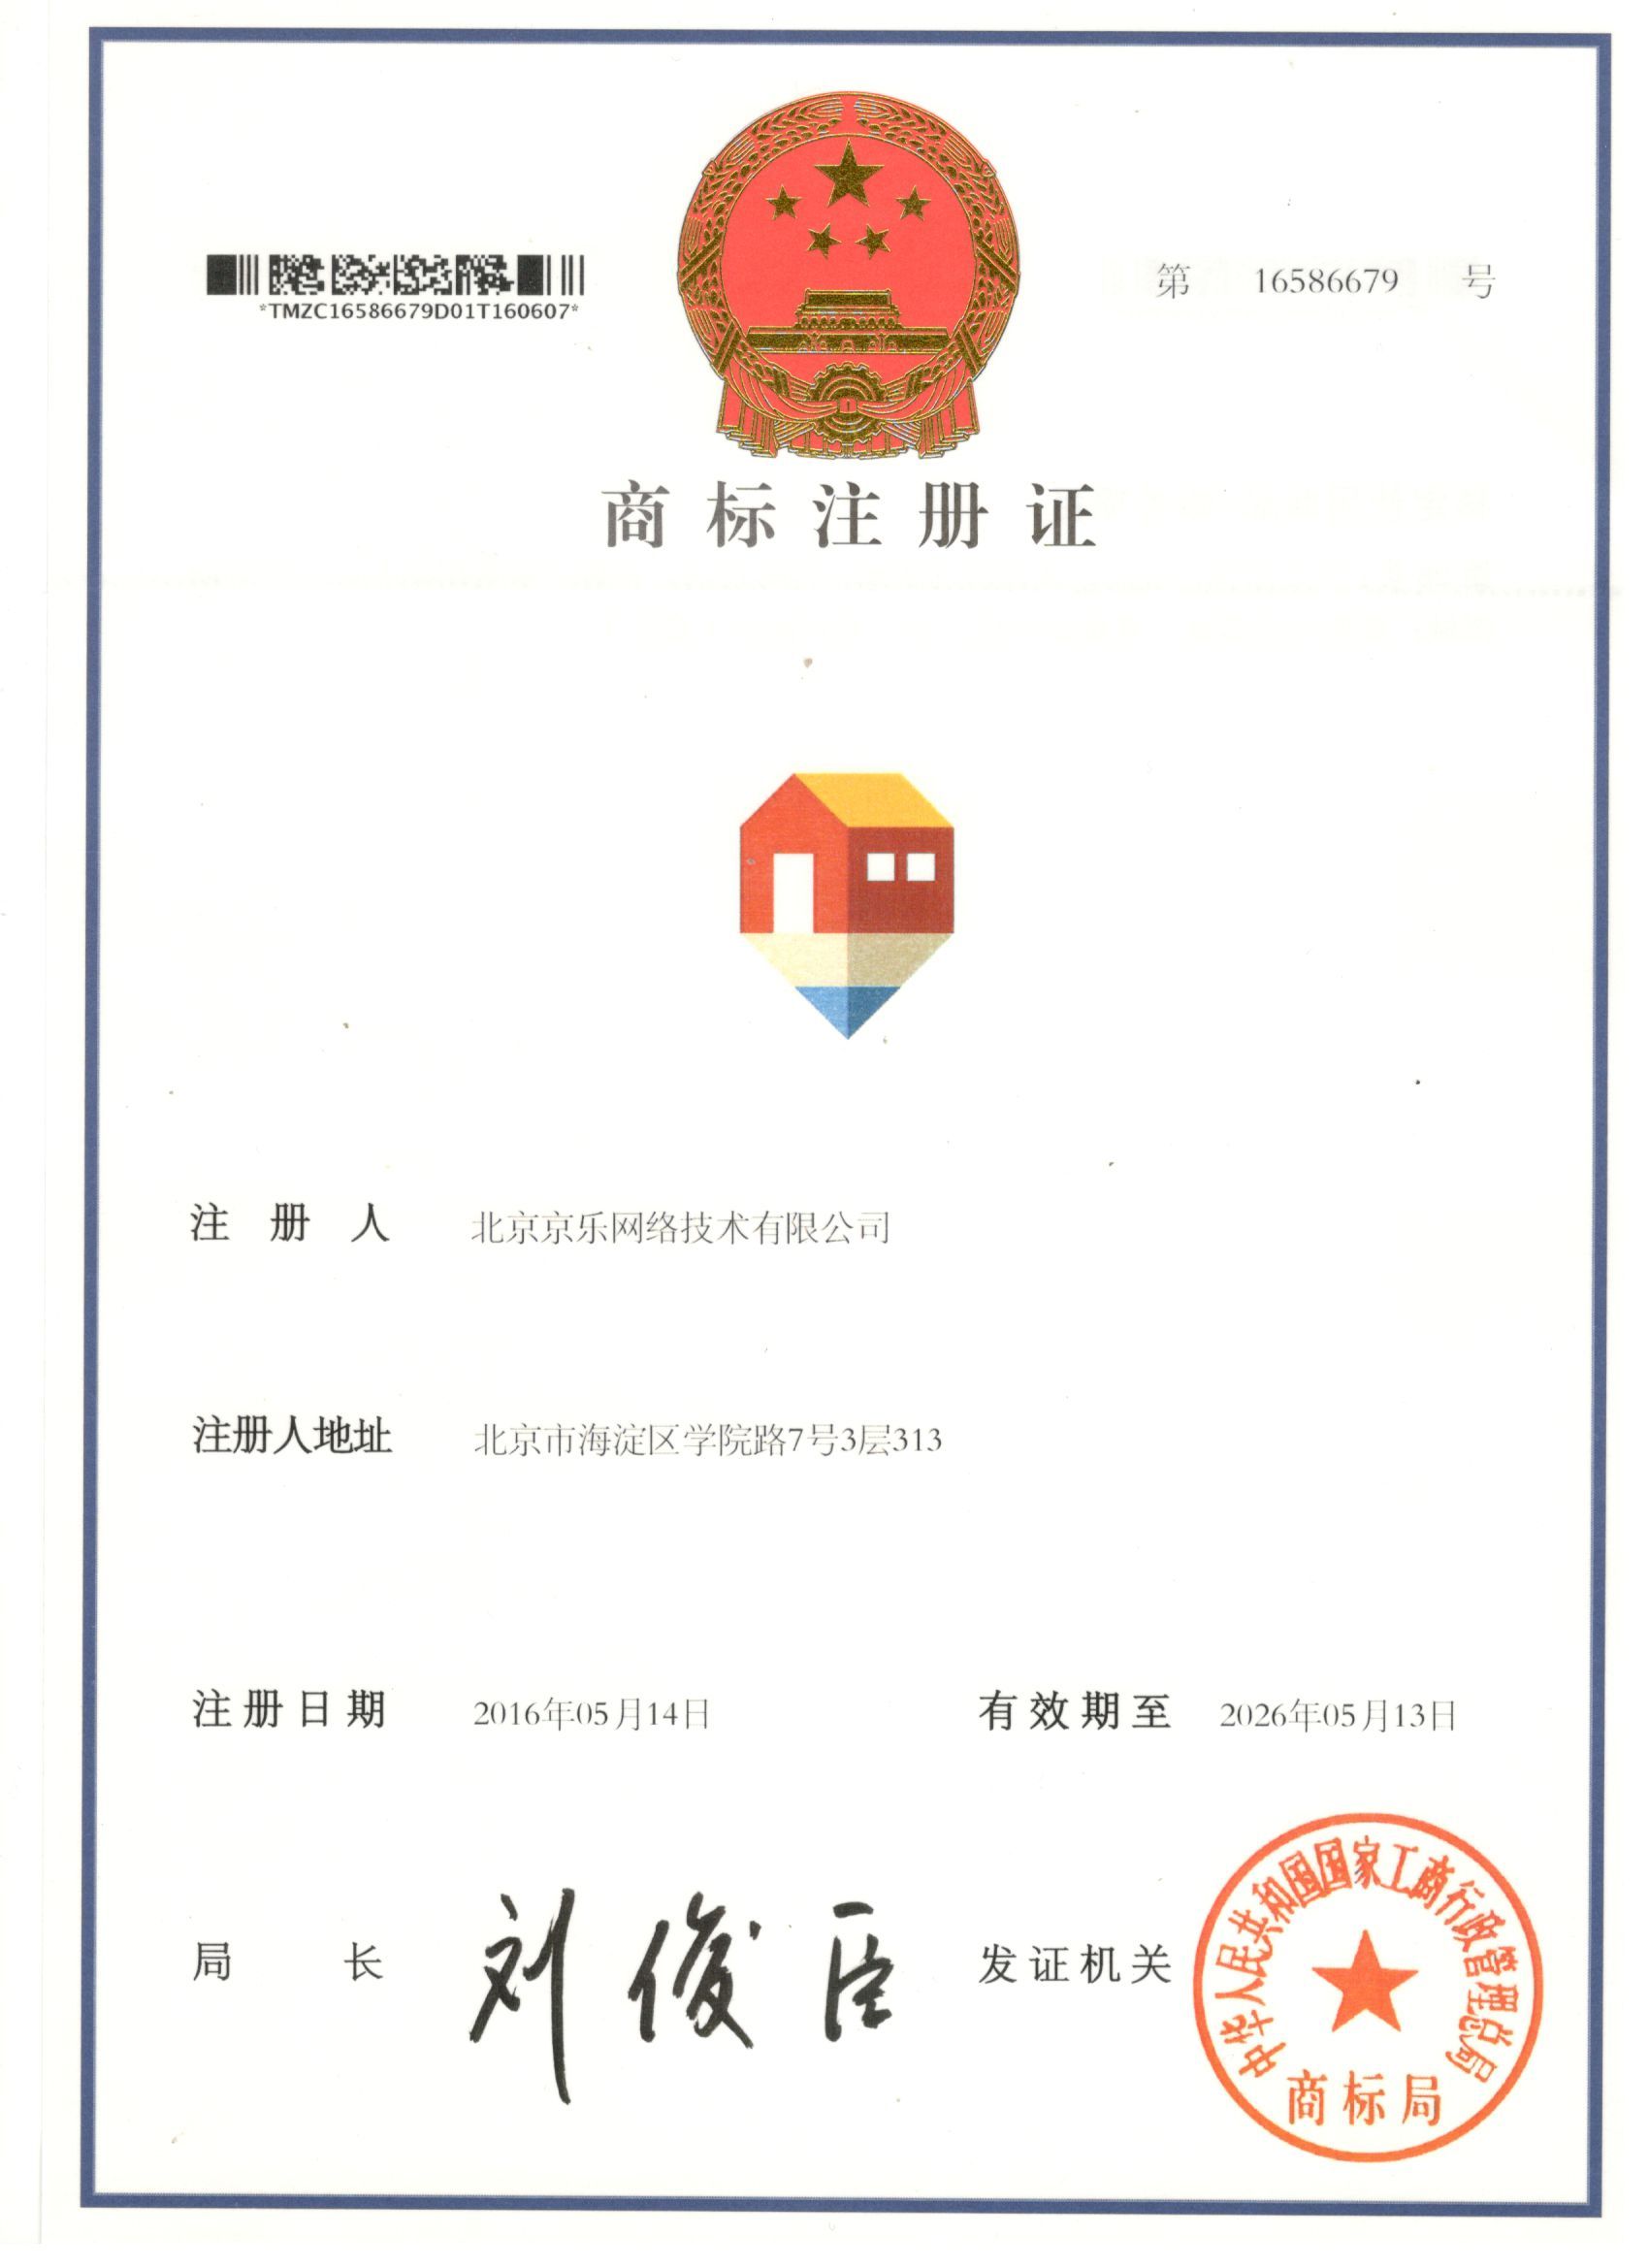 *TMZC16586679D01T160607*
第 16586679 号
商标注册证
注册人 北京京乐网络技术有限公司
注册人地址 北京市海淀区学院路7号3层313
注册日期 2016年05月14日 有效期至 2026年05月13日
局长 刘俊臣 发证机关
中华人民共和国国家工商行政管理总局
商标局